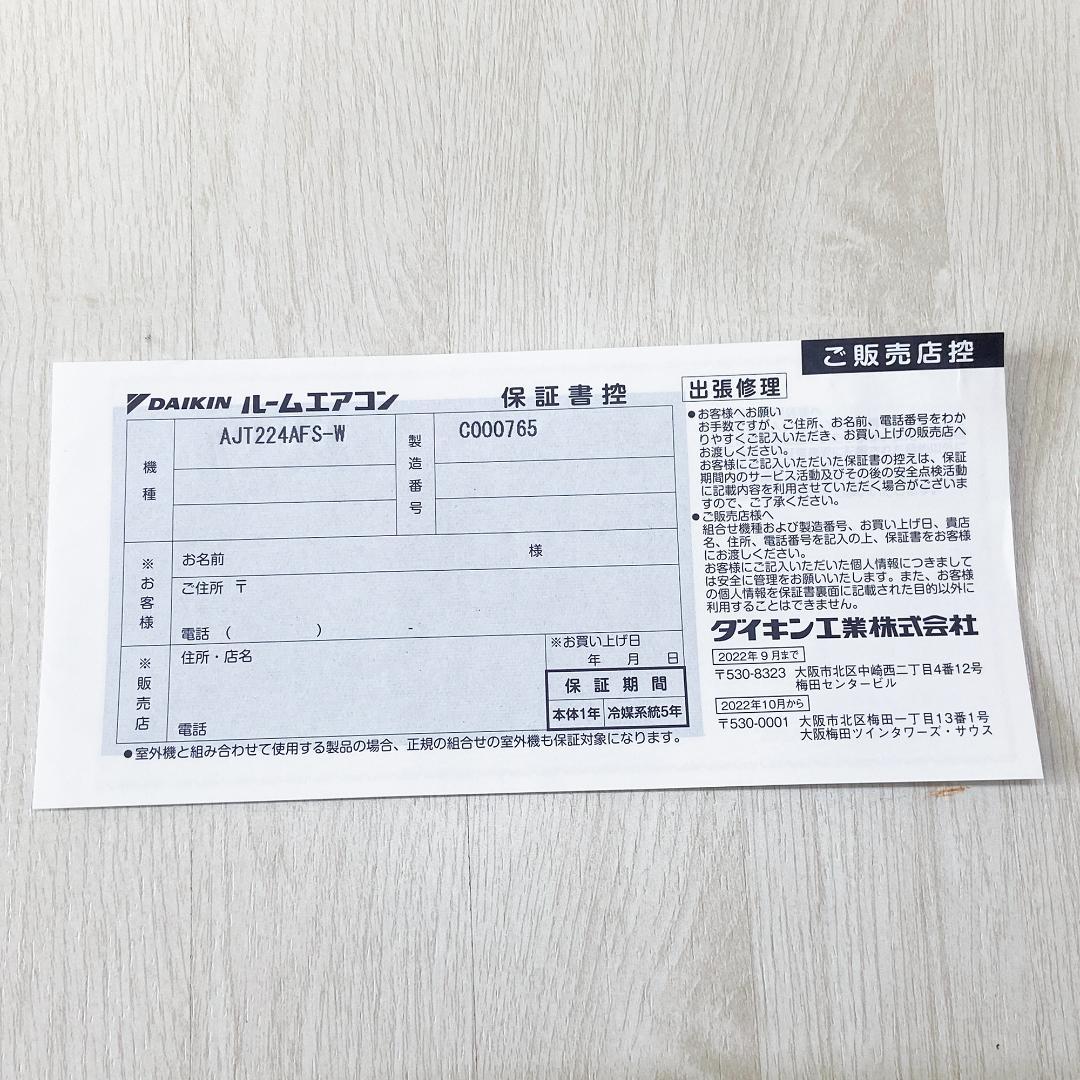 ご販売店控
DAIKIN ルームエアコン 保証書控
機種 AJT224AFS-W 製造番号 C000765
※お客様 お名前 様
ご住所 〒
電話 ( ) -
※販売店 住所・店名
電話
※お買い上げ日
年 月 日
保証期間
本体1年 冷媒系統5年
●室外機と組み合わせて使用する製品の場合、正規の組合せの室外機も保証対象になります。
出張修理
●お客様へお願い
お手数ですが、ご住所、お名前、電話番号をわか
りやすくご記入いただき、お買い上げの販売店へ
お渡しください。
お客様にご記入いただいた保証書の控えは、保証
期間内のサービス活動及びその後の安全点検活動
に記載内容を利用させていただく場合がございま
すので、ご了承ください。
●ご販売店様へ
組合せ機種および製造番号、お買い上げ日、貴店
名、住所、電話番号を記入の上、保証書をお客様
にお渡しください。
お客様にご記入いただいた個人情報につきまして
は安全に管理をお願いいたします。また、お客様
の個人情報を保証書裏面に記載された目的以外に
利用することはできません。
ダイキン工業株式会社
2022年9月まで
〒530-8323 大阪市北区中崎西二丁目4番12号
梅田センタービル
2022年10月から
〒530-0001 大阪市北区梅田一丁目13番1号
大阪梅田ツインタワーズ・サウス